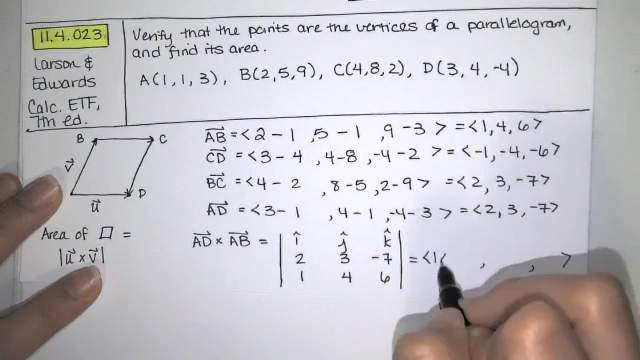 11.4.023
Larson &
Edwards
Calc. ETF,
7th ed.
Verify that the points are the vertices of a parallelogram,
and find its area.
A(1,1,3), B(2,5,9), C(4,8,2), D(3,4,-4)
B C
v⃗
D
u⃗
Area of ▱ =
|u⃗ × v⃗|
AB = <2-1, 5-1, 9-3> = <1, 4, 6>
CD = <3-4, 4-8, -4-2> = <-1, -4, -6>
BC = <4-2, 8-5, 2-9> = <2, 3, -7>
AD = <3-1, 4-1, -4-3> = <2, 3, -7>
AD × AB = | î ĵ k̂ |
2 3 -7 = <1 , , >
1 4 6